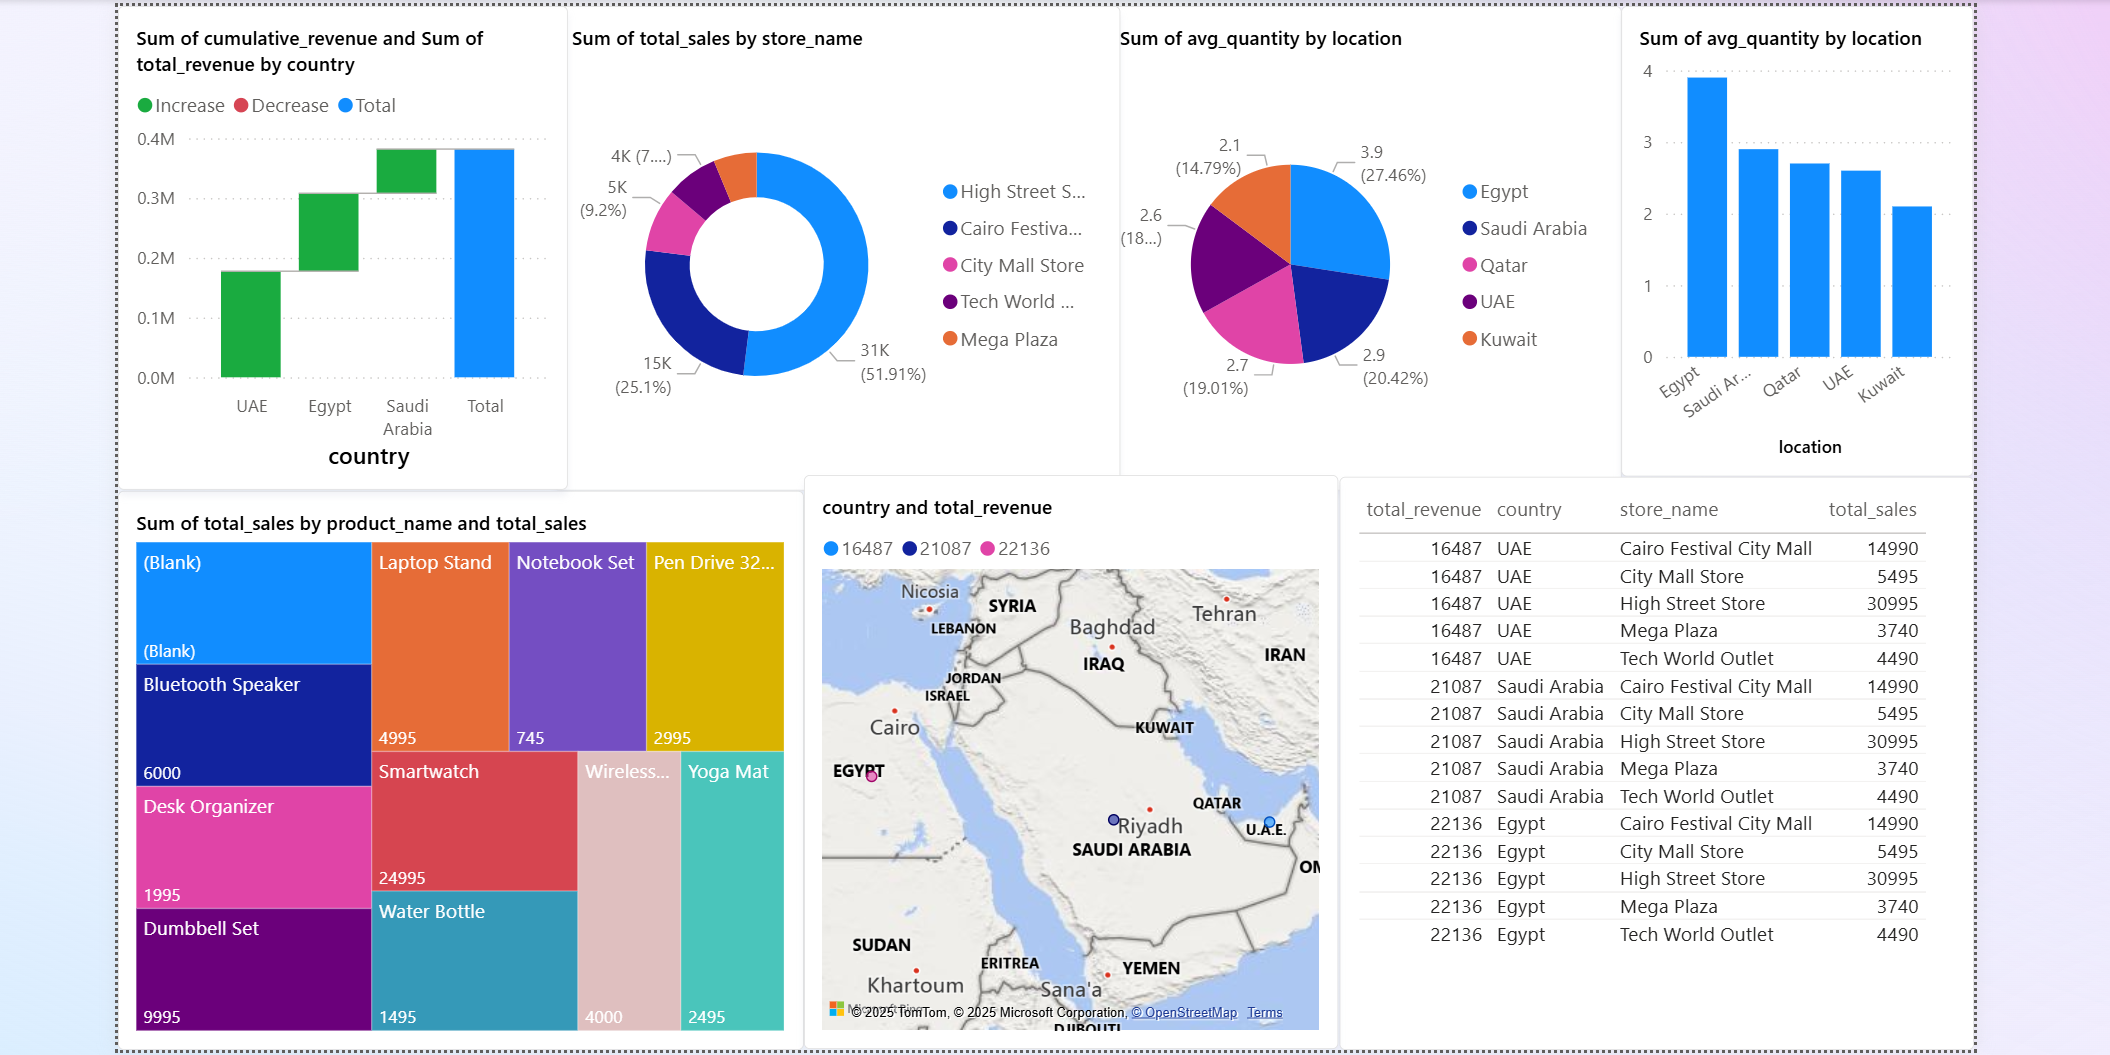 Sum of cumulative_revenue and Sum of
total_revenue by country
Increase Decrease Total
0.4M
0.3M
0.2M
0.1M
0.0M
UAE Egypt Saudi Arabia Total
country
Sum of total_sales by store_name
4K (7....)
5K
(9.2%)
15K
(25.1%)
31K
(51.91%)
High Street S...
Cairo Festiva...
City Mall Store
Tech World ...
Mega Plaza
Sum of avg_quantity by location
2.1
(14.79%)
3.9
(27.46%)
2.6
(18...)
2.7
(19.01%)
2.9
(20.42%)
Egypt
Saudi Arabia
Qatar
UAE
Kuwait
Sum of avg_quantity by location
4
3
2
1
0
Egypt
Saudi Ar...
Qatar
UAE
Kuwait
location
Sum of total_sales by product_name and total_sales
(Blank)
(Blank)
Bluetooth Speaker
6000
Desk Organizer
1995
Dumbbell Set
9995
Laptop Stand
4995
Notebook Set
745
Pen Drive 32...
2995
Smartwatch
24995
Water Bottle
1495
Wireless...
4000
Yoga Mat
2495
country and total_revenue
16487 21087 22136
Nicosia
SYRIA
Tehran
LEBANON
Baghdad
IRAQ
IRAN
JORDAN
ISRAEL
Cairo
KUWAIT
EGYPT
QATAR
Riyadh
U.A.E.
SAUDI ARABIA
SUDAN
ERITREA
YEMEN
Khartoum
Sana'a
© 2025 TomTom, © 2025 Microsoft Corporation, © OpenStreetMap Terms
DJIBOUTI
total_revenue country store_name total_sales
16487 UAE Cairo Festival City Mall 14990
16487 UAE City Mall Store 5495
16487 UAE High Street Store 30995
16487 UAE Mega Plaza 3740
16487 UAE Tech World Outlet 4490
21087 Saudi Arabia Cairo Festival City Mall 14990
21087 Saudi Arabia City Mall Store 5495
21087 Saudi Arabia High Street Store 30995
21087 Saudi Arabia Mega Plaza 3740
21087 Saudi Arabia Tech World Outlet 4490
22136 Egypt Cairo Festival City Mall 14990
22136 Egypt City Mall Store 5495
22136 Egypt High Street Store 30995
22136 Egypt Mega Plaza 3740
22136 Egypt Tech World Outlet 4490